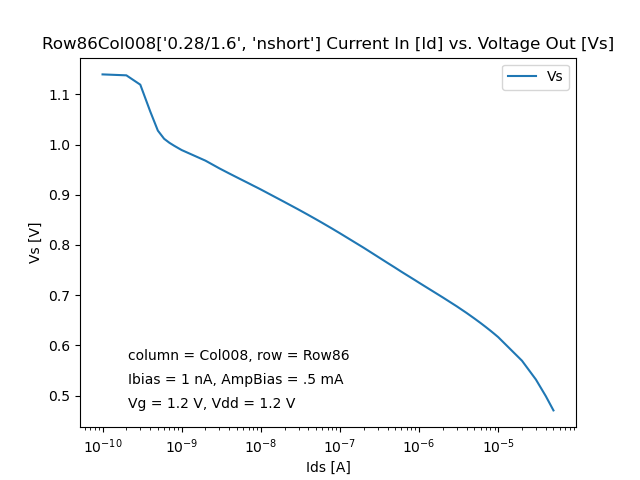 Row86Col008['0.28/1.6', 'nshort'] Current In [Id] vs. Voltage Out [Vs]
Vs
1.1
1.0
0.9
0.8
0.7
0.6
0.5
Vs [V]
column = Col008, row = Row86
Ibias = 1 nA, AmpBias = .5 mA
Vg = 1.2 V, Vdd = 1.2 V
10⁻¹⁰ 10⁻⁹ 10⁻⁸ 10⁻⁷ 10⁻⁶ 10⁻⁵
Ids [A]